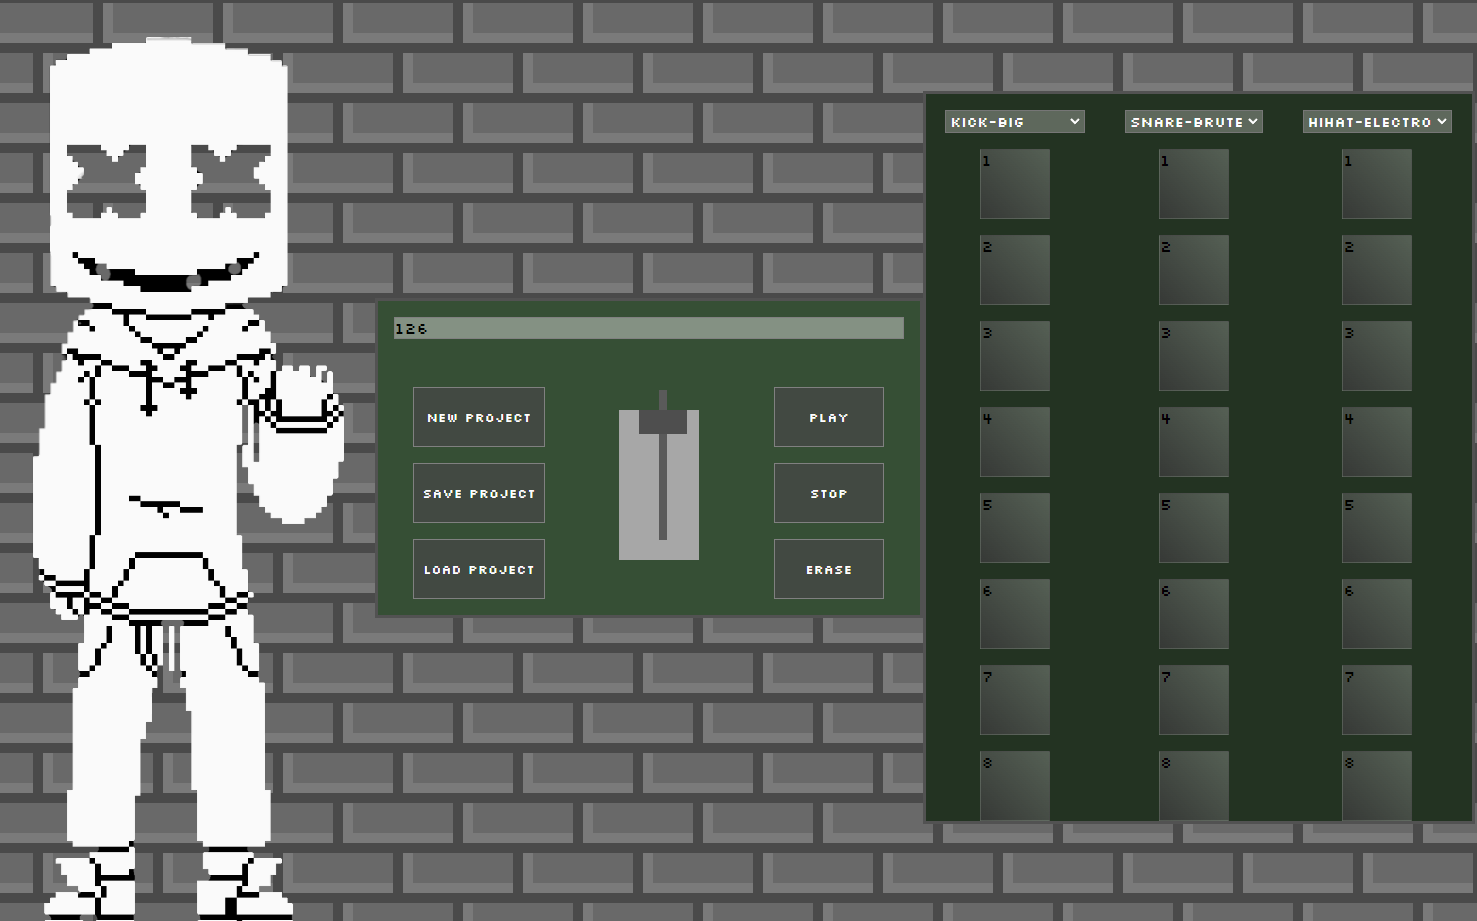 126
NEW PROJECT
SAVE PROJECT
LOAD PROJECT
PLAY
STOP
ERASE
KICK-BIG SNARE-BRUTE HIHAT-ELECTRO
1 1 1
2 2 2
3 3 3
4 4 4
5 5 5
6 6 6
7 7 7
8 8 8